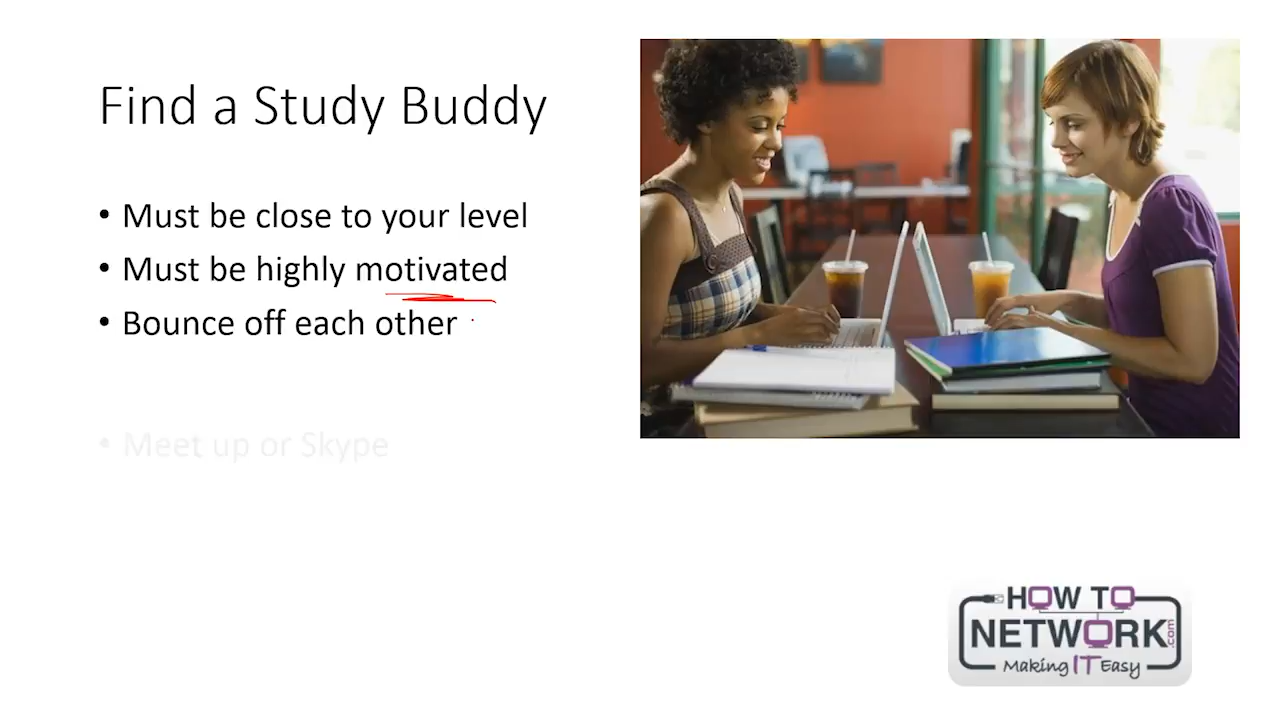 Find a Study Buddy
• Must be close to your level
• Must be highly motivated
• Bounce off each other
• Meet up or Skype
HOW TO
NETWORK.com
Making IT Easy